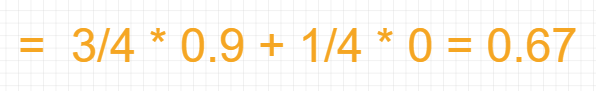 = 3/4 * 0.9 + 1/4 * 0 = 0.67